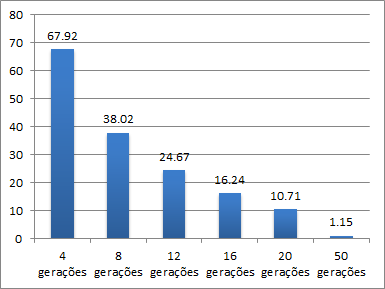 80
70
60
50
40
30
20
10
0
67.92
38.02
24.67
16.24
10.71
1.15
4 gerações
8 gerações
12 gerações
16 gerações
20 gerações
50 gerações